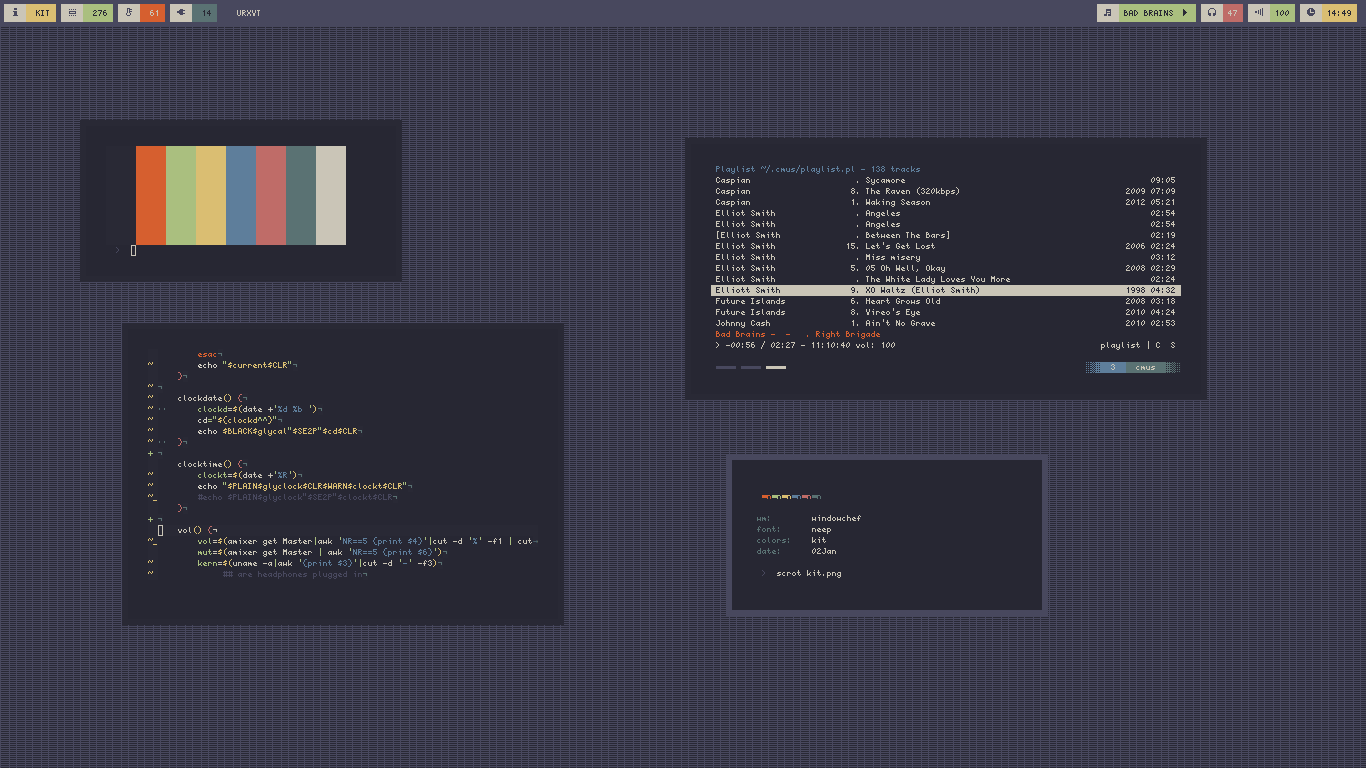 KIT 276 61 14 URXVT BAD BRAINS 47 100 14:49
>
esac¬
~ echo "$current$CLR"¬
}¬
~ ¬
~ clockdate() {¬
~ clockd=$(date +'%d %b ')¬
~ cd="${clockd^^}"¬
~ echo $BLACK$glycal"$SE2P"$cd$CLR¬
~ }¬
+ ¬
clocktime() {¬
~ clockt=$(date +'%R')¬
~ echo "$PLAIN$glyclock$CLR$WARN$clockt$CLR"¬
~_ #echo $PLAIN$glyclock"$SE2P"$clockt$CLR¬
}¬
+ ¬
vol() {¬
~_ vol=$(amixer get Master|awk 'NR==5 {print $4}'|cut -d '%' -f1 | cut→
~ mut=$(amixer get Master | awk 'NR==5 {print $6}')¬
~ kern=$(uname -a|awk '{print $3}'|cut -d '-' -f3)¬
~ ## are headphones plugged in¬
Playlist ~/.cmus/playlist.pl - 138 tracks
Caspian . Sycamore 09:05
Caspian 8. The Raven (320kbps) 2009 07:09
Caspian 1. Waking Season 2012 05:21
Elliot Smith . Angeles 02:54
Elliot Smith . Angeles 02:54
[Elliot Smith . Between The Bars] 02:19
Elliot Smith 15. Let's Get Lost 2006 02:24
Elliot Smith . Miss misery 03:12
Elliot Smith 5. 05 Oh Well, Okay 2008 02:29
Elliot Smith . The White Lady Loves You More 02:24
Elliott Smith 9. XO Waltz (Elliot Smith) 1998 04:32
Future Islands 6. Heart Grows Old 2008 03:18
Future Islands 8. Vireo's Eye 2010 04:24
Johnny Cash 1. Ain't No Grave 2010 02:53
Bad Brains - - . Right Brigade
> -00:56 / 02:27 - 11:10:40 vol: 100 playlist | C S
3 cmus
wm: windowchef
font: neep
colors: kit
date: 02Jan
> scrot kit.png